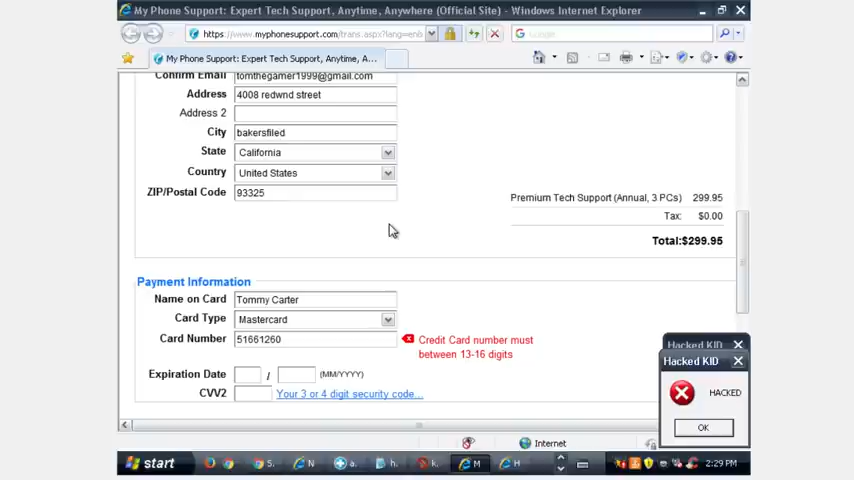 My Phone Support: Expert Tech Support, Anytime, Anywhere (Official Site) - Windows Internet Explorer
https://www.myphonesupport.com/trans.aspx?lang=en
Google
My Phone Support: Expert Tech Support, Anytime, A...
Confirm Email tomthegamer1999@gmail.com
Address 4008 redwnd street
Address 2
City bakersfiled
State California
Country United States
ZIP/Postal Code 93325
Premium Tech Support (Annual, 3 PCs) 299.95
Tax: $0.00
Total:$299.95
Payment Information
Name on Card Tommy Carter
Card Type Mastercard
Card Number 51661260
Credit Card number must
between 13-16 digits
Expiration Date / (MM/YYYY)
CVV2 Your 3 or 4 digit security code...
Hacked KID
Hacked KID
HACKED
OK
Internet
start
S.
N
a.
h.
k.
M
H
2:29 PM